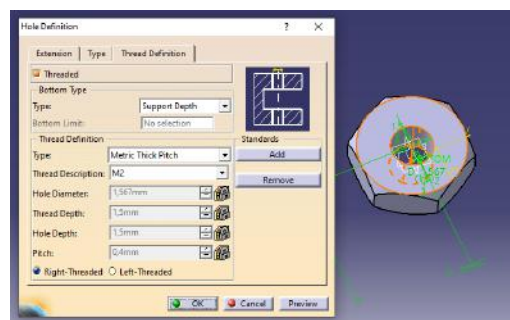 Hole Definition ? ×
Extension Type Thread Definition
Threaded
Bottom Type
Type: Support Depth
Bottom Limit: No selection
Thread Definition Standards
Type: Metric Thick Pitch Add
Thread Description: M2 Remove
Hole Diameter: 1,567mm
Thread Depth: 1,5mm
Hole Depth: 1,5mm
Pitch: 0,4mm
Right-Threaded Left-Threaded
OK Cancel Preview